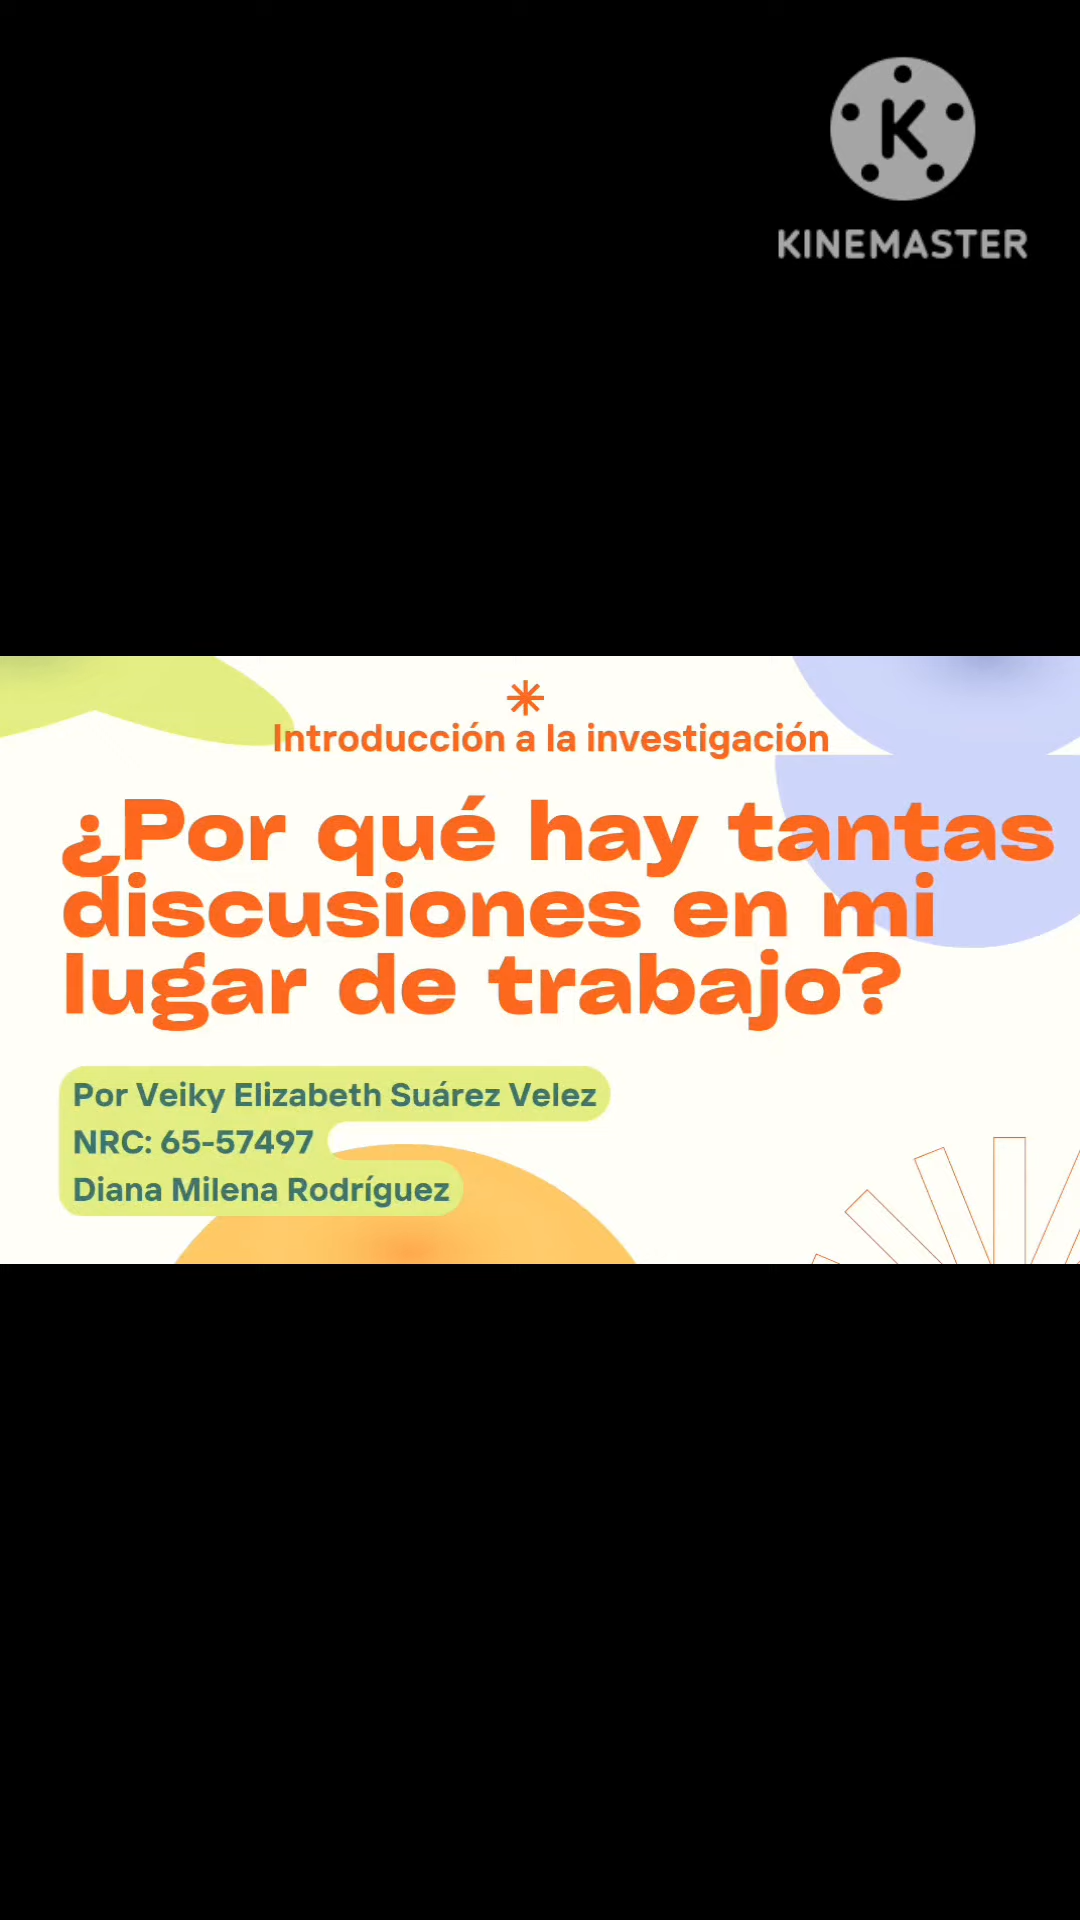 K
KINEMASTER
Introducción a la investigación
¿Por qué hay tantas
discusiones en mi
lugar de trabajo?
Por Veiky Elizabeth Suárez Velez
NRC: 65-57497
Diana Milena Rodríguez